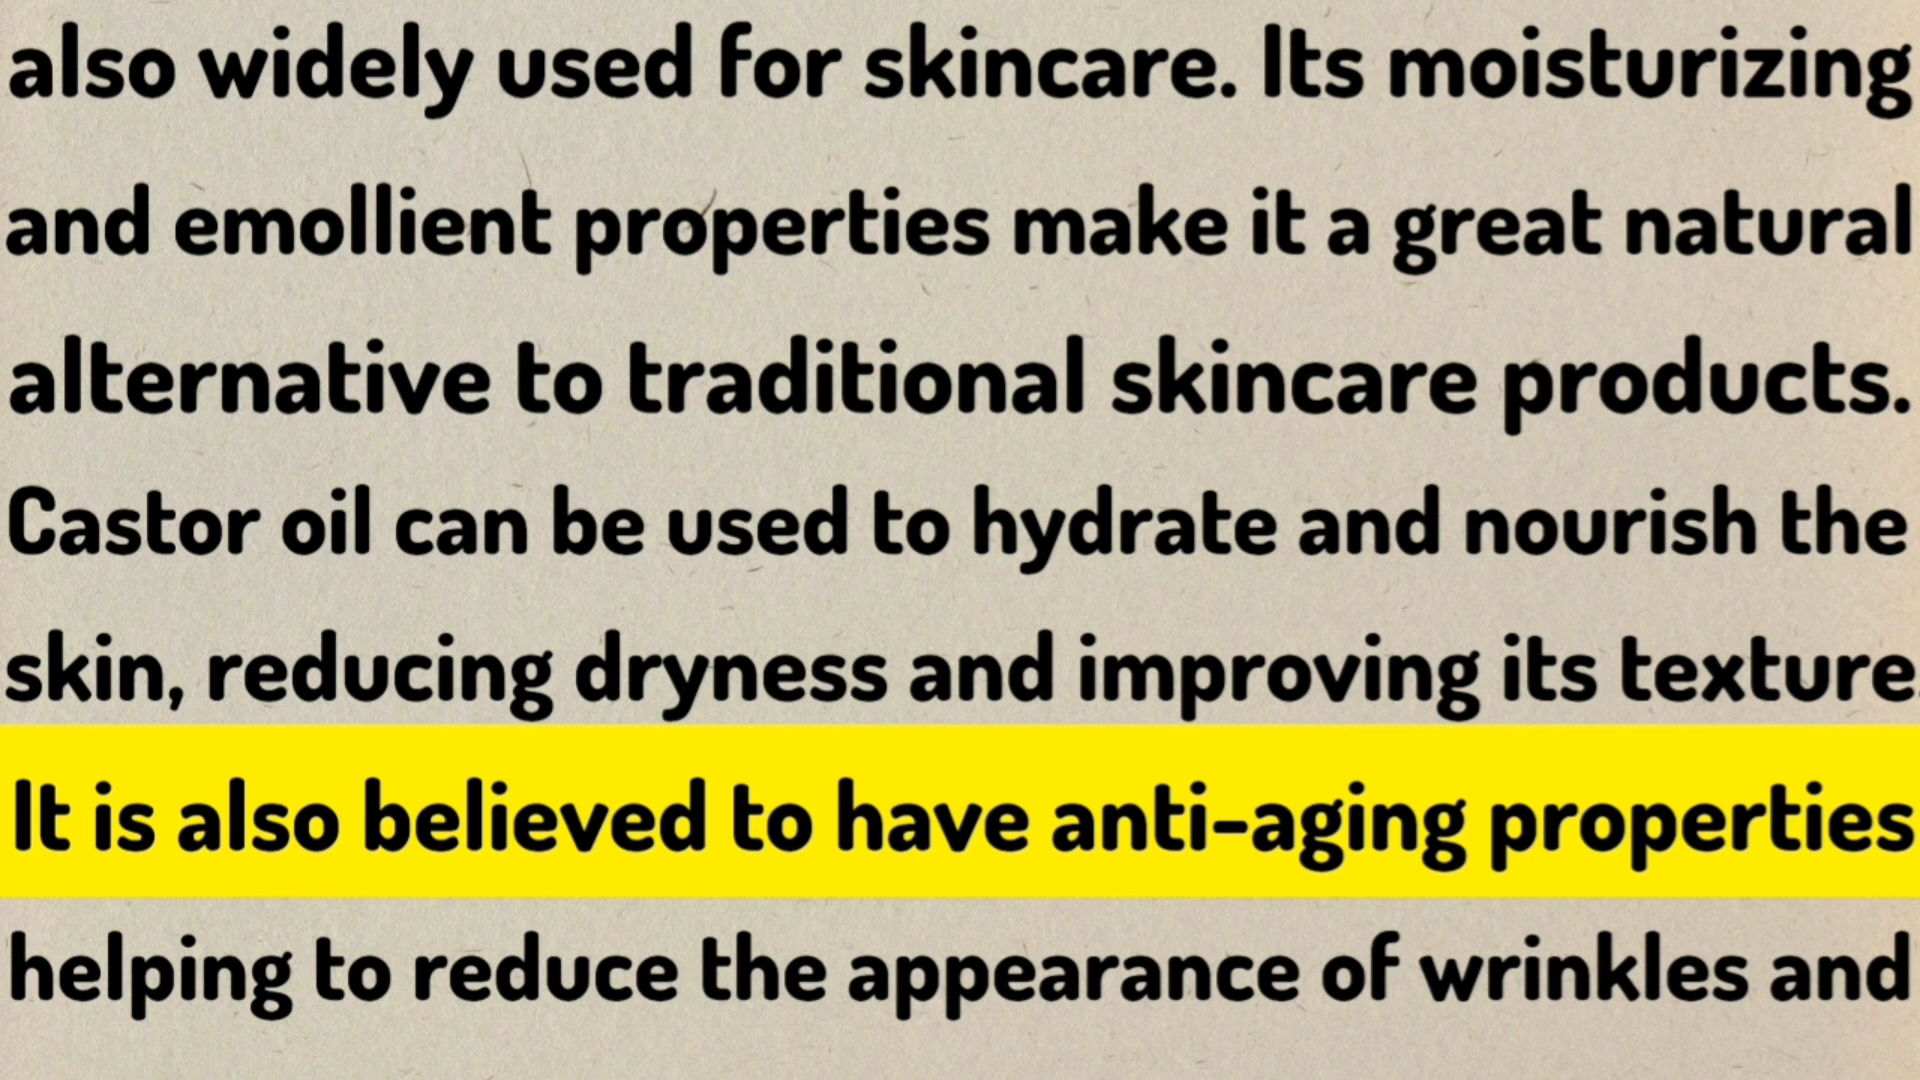 also widely used for skincare. Its moisturizing
and emollient properties make it a great natural
alternative to traditional skincare products.
Castor oil can be used to hydrate and nourish the
skin, reducing dryness and improving its texture.
It is also believed to have anti-aging properties
helping to reduce the appearance of wrinkles and